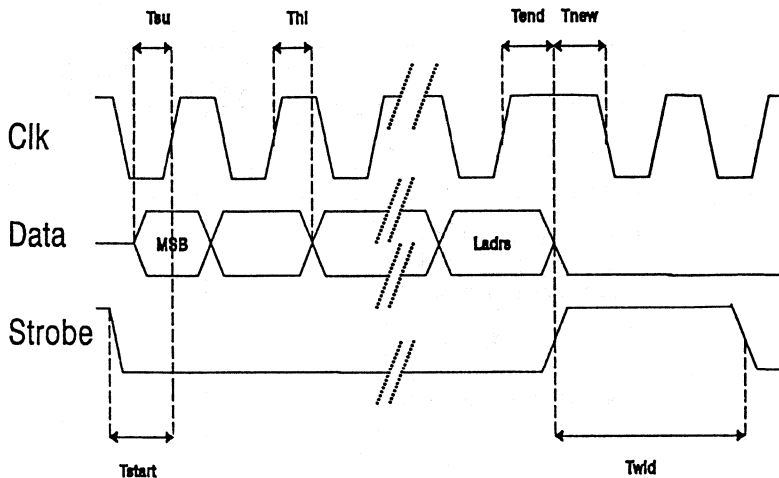 Tsu Thl Tend Tnew
Clk
Data MSB Ladrs
Strobe
Tstart Twid